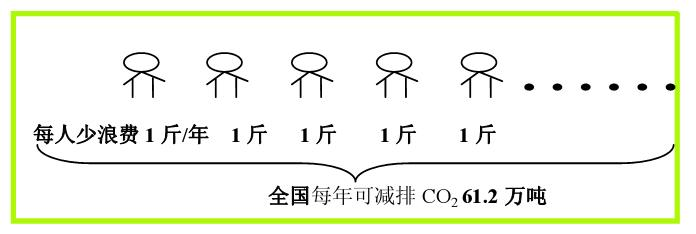 每人少浪费 1 斤/年 1 斤 1 斤 1 斤 1 斤
全国每年可减排 CO₂ 61.2 万吨